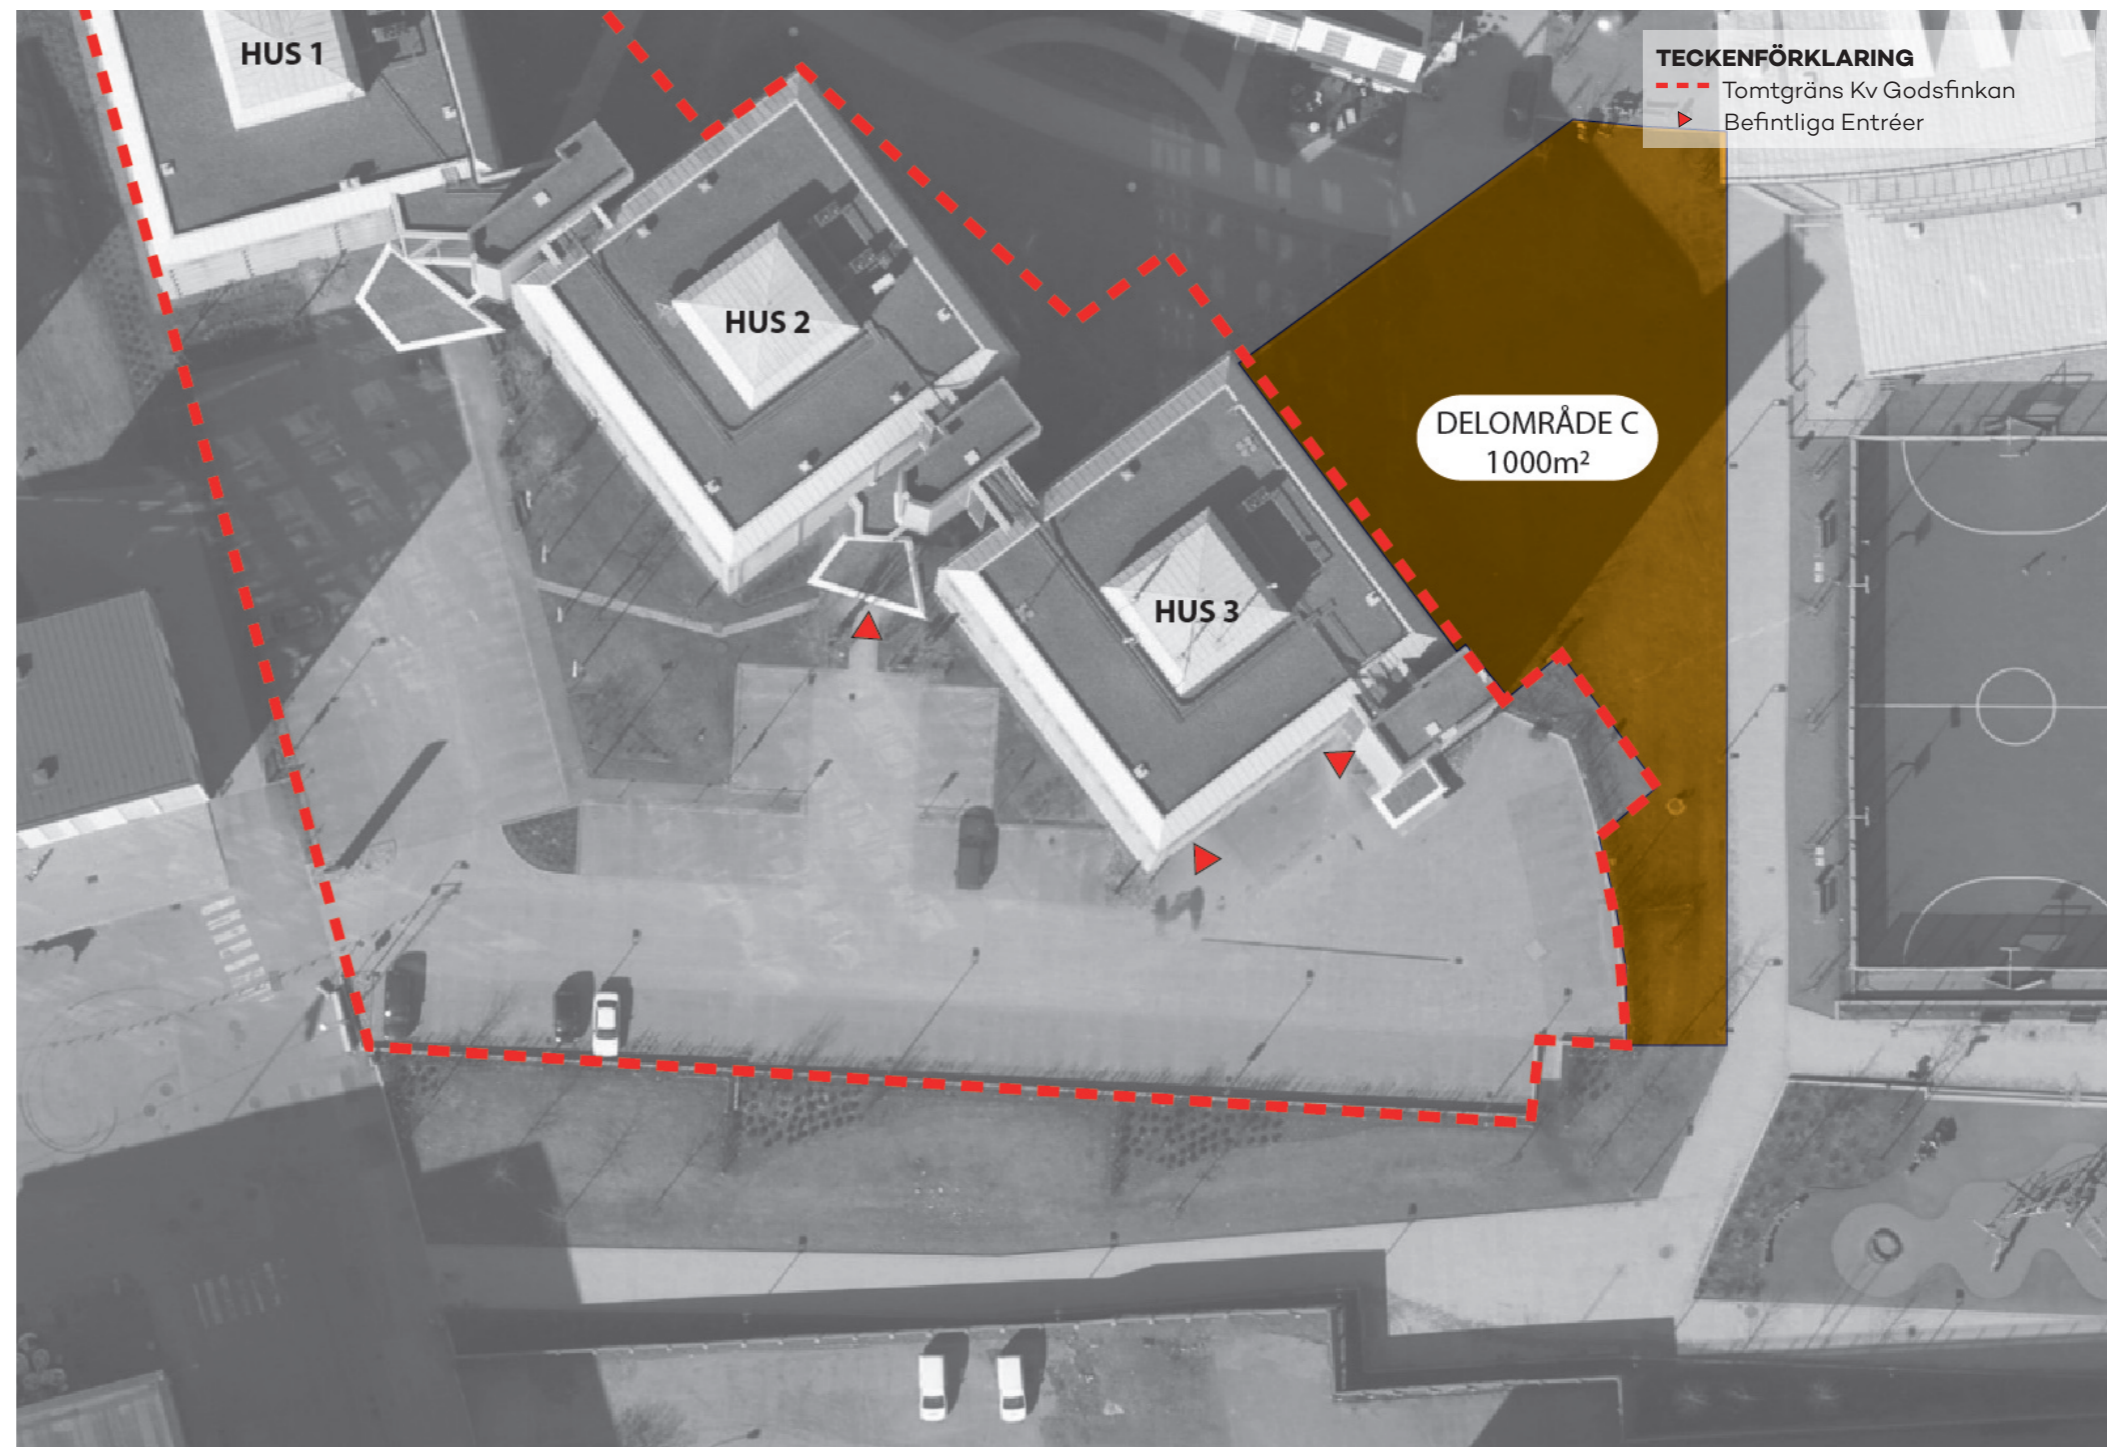 HUS 1
TECKENFÖRKLARING
Tomtgräns Kv Godsfinkan
Befintliga Entréer
HUS 2
DELOMRÅDE C
1000m²
HUS 3